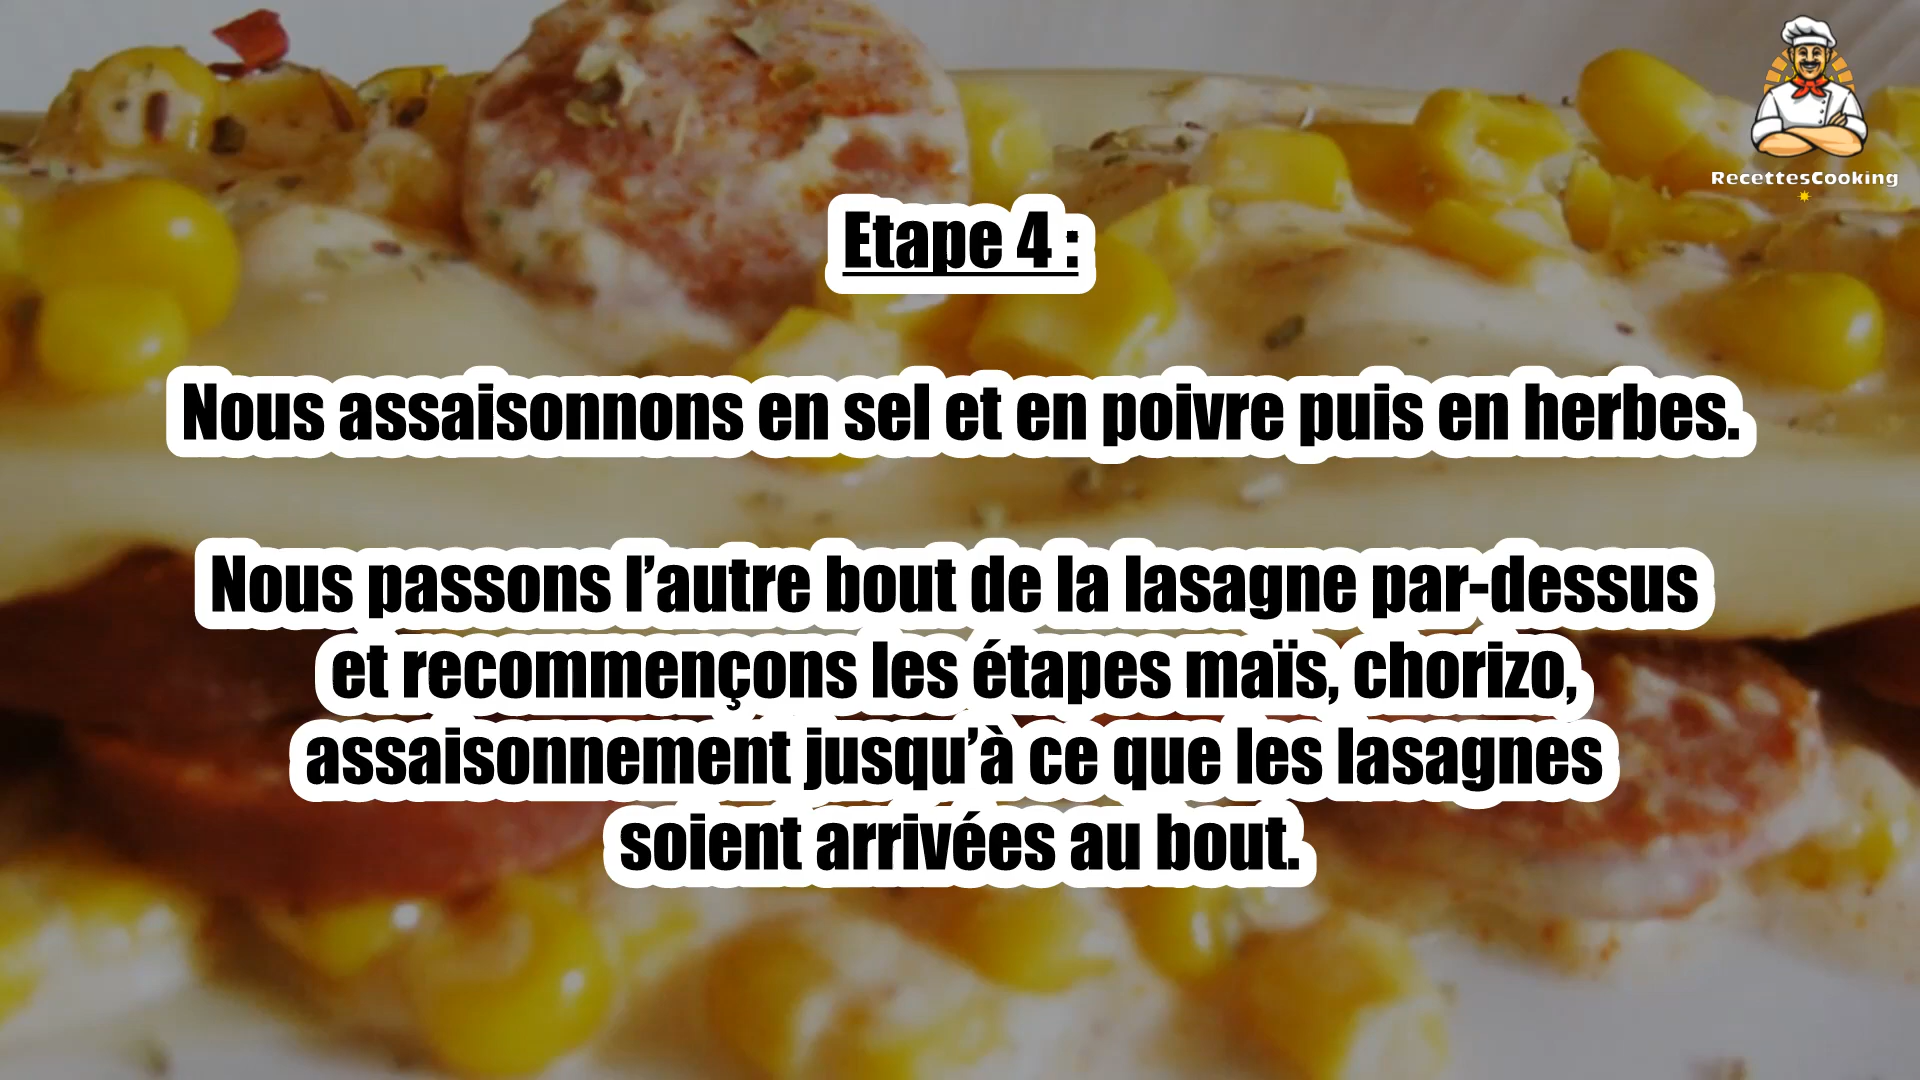 RecettesCooking
Etape 4 :
Nous assaisonnons en sel et en poivre puis en herbes.
Nous passons l’autre bout de la lasagne par-dessus
et recommençons les étapes maïs, chorizo,
assaisonnement jusqu’à ce que les lasagnes
soient arrivées au bout.